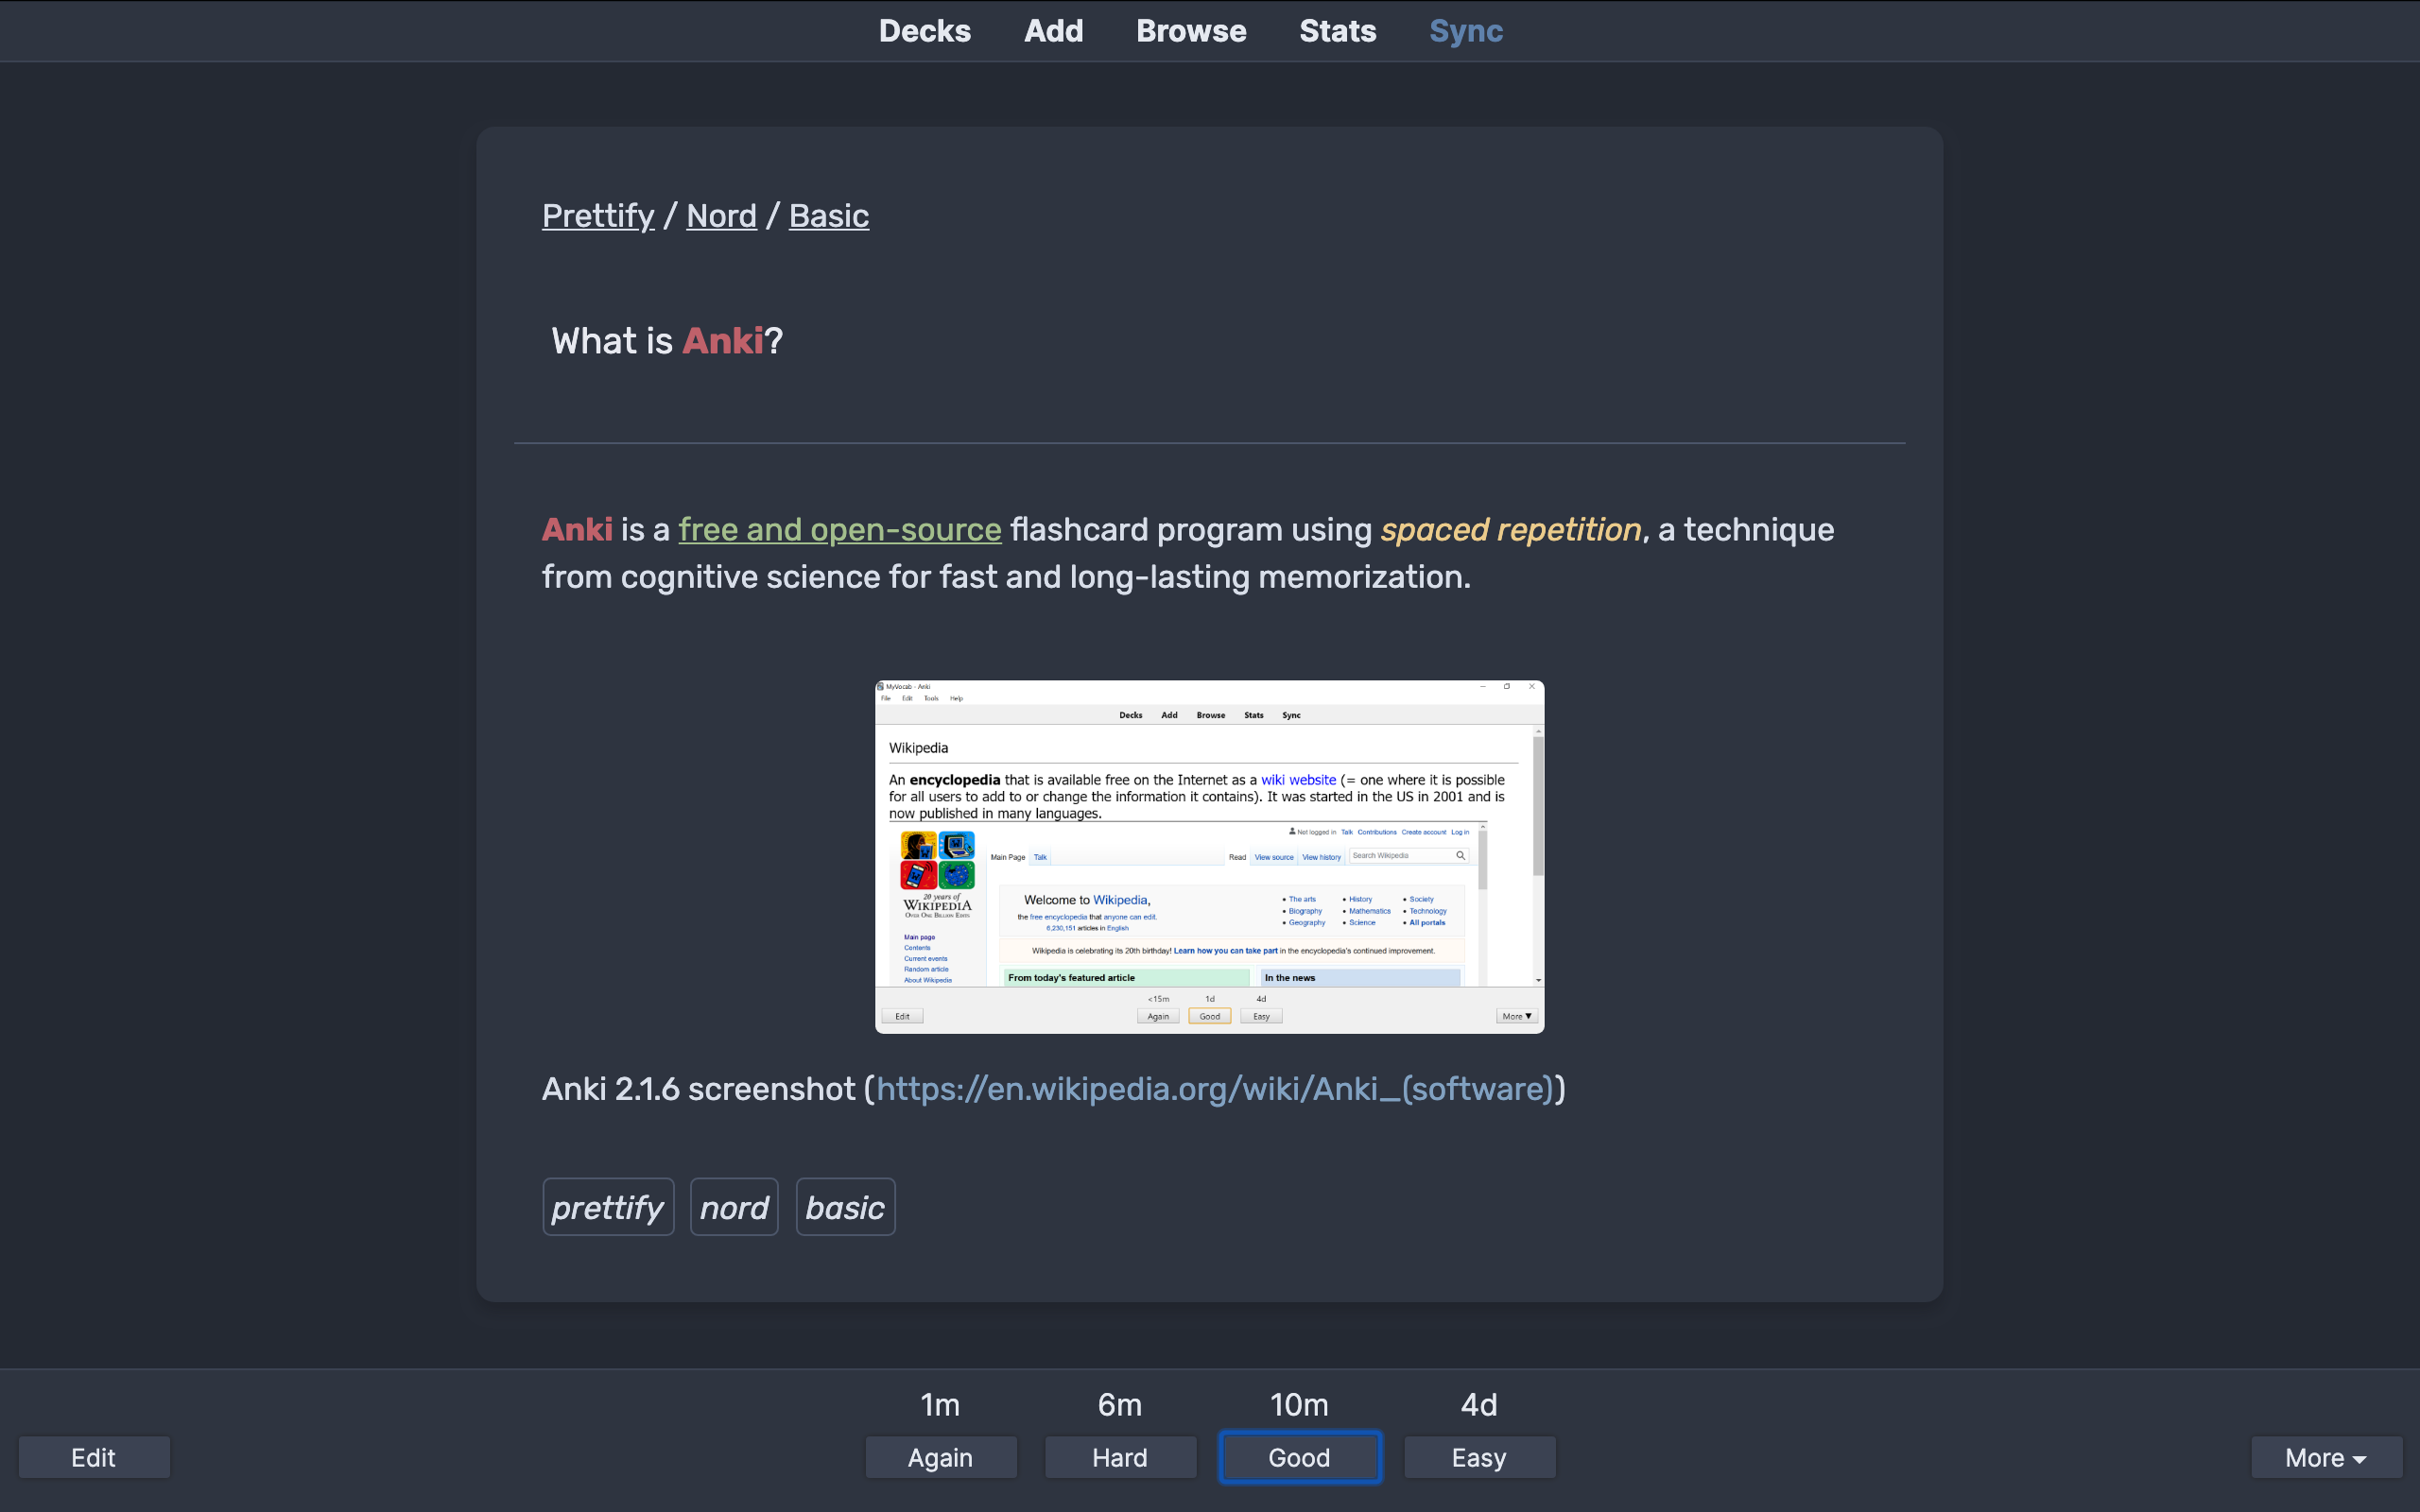 Decks Add Browse Stats Sync
Prettify / Nord / Basic
What is Anki?
Anki is a free and open-source flashcard program using spaced repetition, a technique
from cognitive science for fast and long-lasting memorization.
MyVocab - Anki
File Edit Tools Help
Decks Add Browse Stats Sync
Wikipedia
An encyclopedia that is available free on the Internet as a wiki website (= one where it is possible
for all users to add to or change the information it contains). It was started in the US in 2001 and is
now published in many languages.
Not logged in Talk Contributions Create account Log in
Main Page Talk Read View source View history Search Wikipedia
20 years of
WIKIPEDIA
OVER ONE BILLION EDITS
Main page
Contents
Current events
Random article
About Wikipedia
Welcome to Wikipedia,
the free encyclopedia that anyone can edit.
6,230,151 articles in English
• The arts • History • Society
• Biography • Mathematics • Technology
• Geography • Science • All portals
Wikipedia is celebrating its 20th birthday! Learn how you can take part in the encyclopedia's continued improvement.
From today's featured article In the news
<15m 1d 4d
Edit Again Good Easy More ▼
Anki 2.1.6 screenshot (https://en.wikipedia.org/wiki/Anki_(software))
prettify nord basic
1m 6m 10m 4d
Edit Again Hard Good Easy More